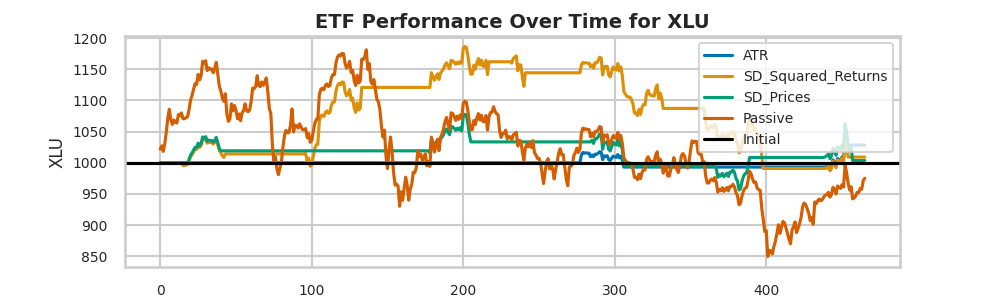 ETF Performance Over Time for XLU
1200
1150
1100
1050
1000
950
900
850
XLU
ATR
SD_Squared_Returns
SD_Prices
Passive
Initial
0
100
200
300
400